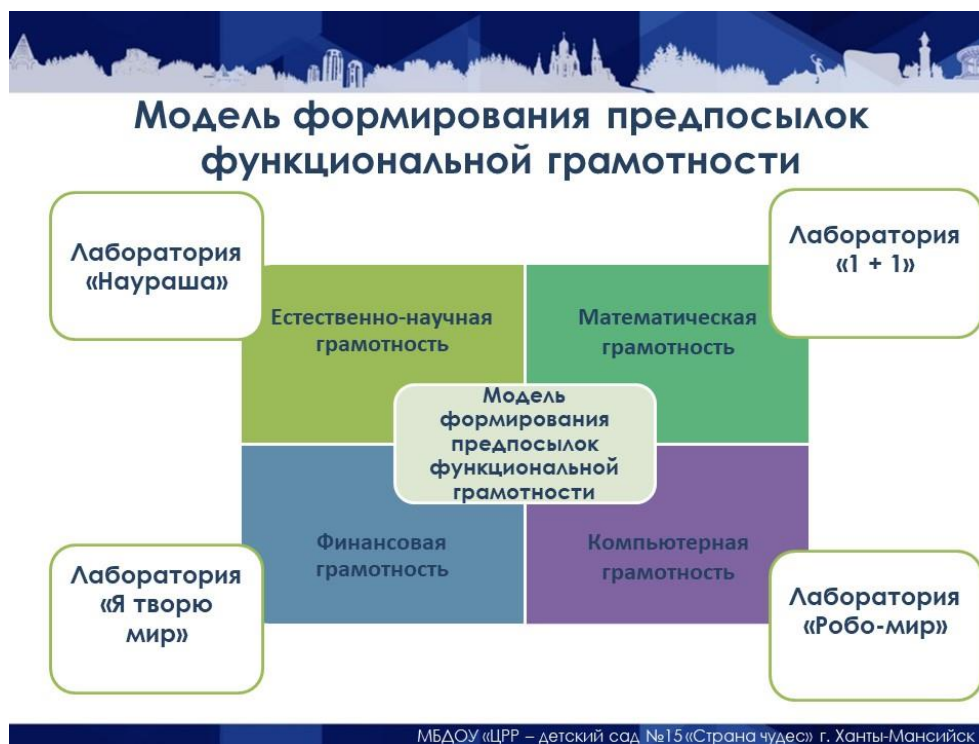 Модель формирования предпосылок
функциональной грамотности
Лаборатория
«Наураша»
Лаборатория
«1 + 1»
Естественно-научная
грамотность
Математическая
грамотность
Модель
формирования
предпосылок
функциональной
грамотности
Финансовая
грамотность
Компьютерная
грамотность
Лаборатория
«Я творю
мир»
Лаборатория
«Робо-мир»
МБДОУ «ЦРР – детский сад №15 «Страна чудес» г. Ханты-Мансийск